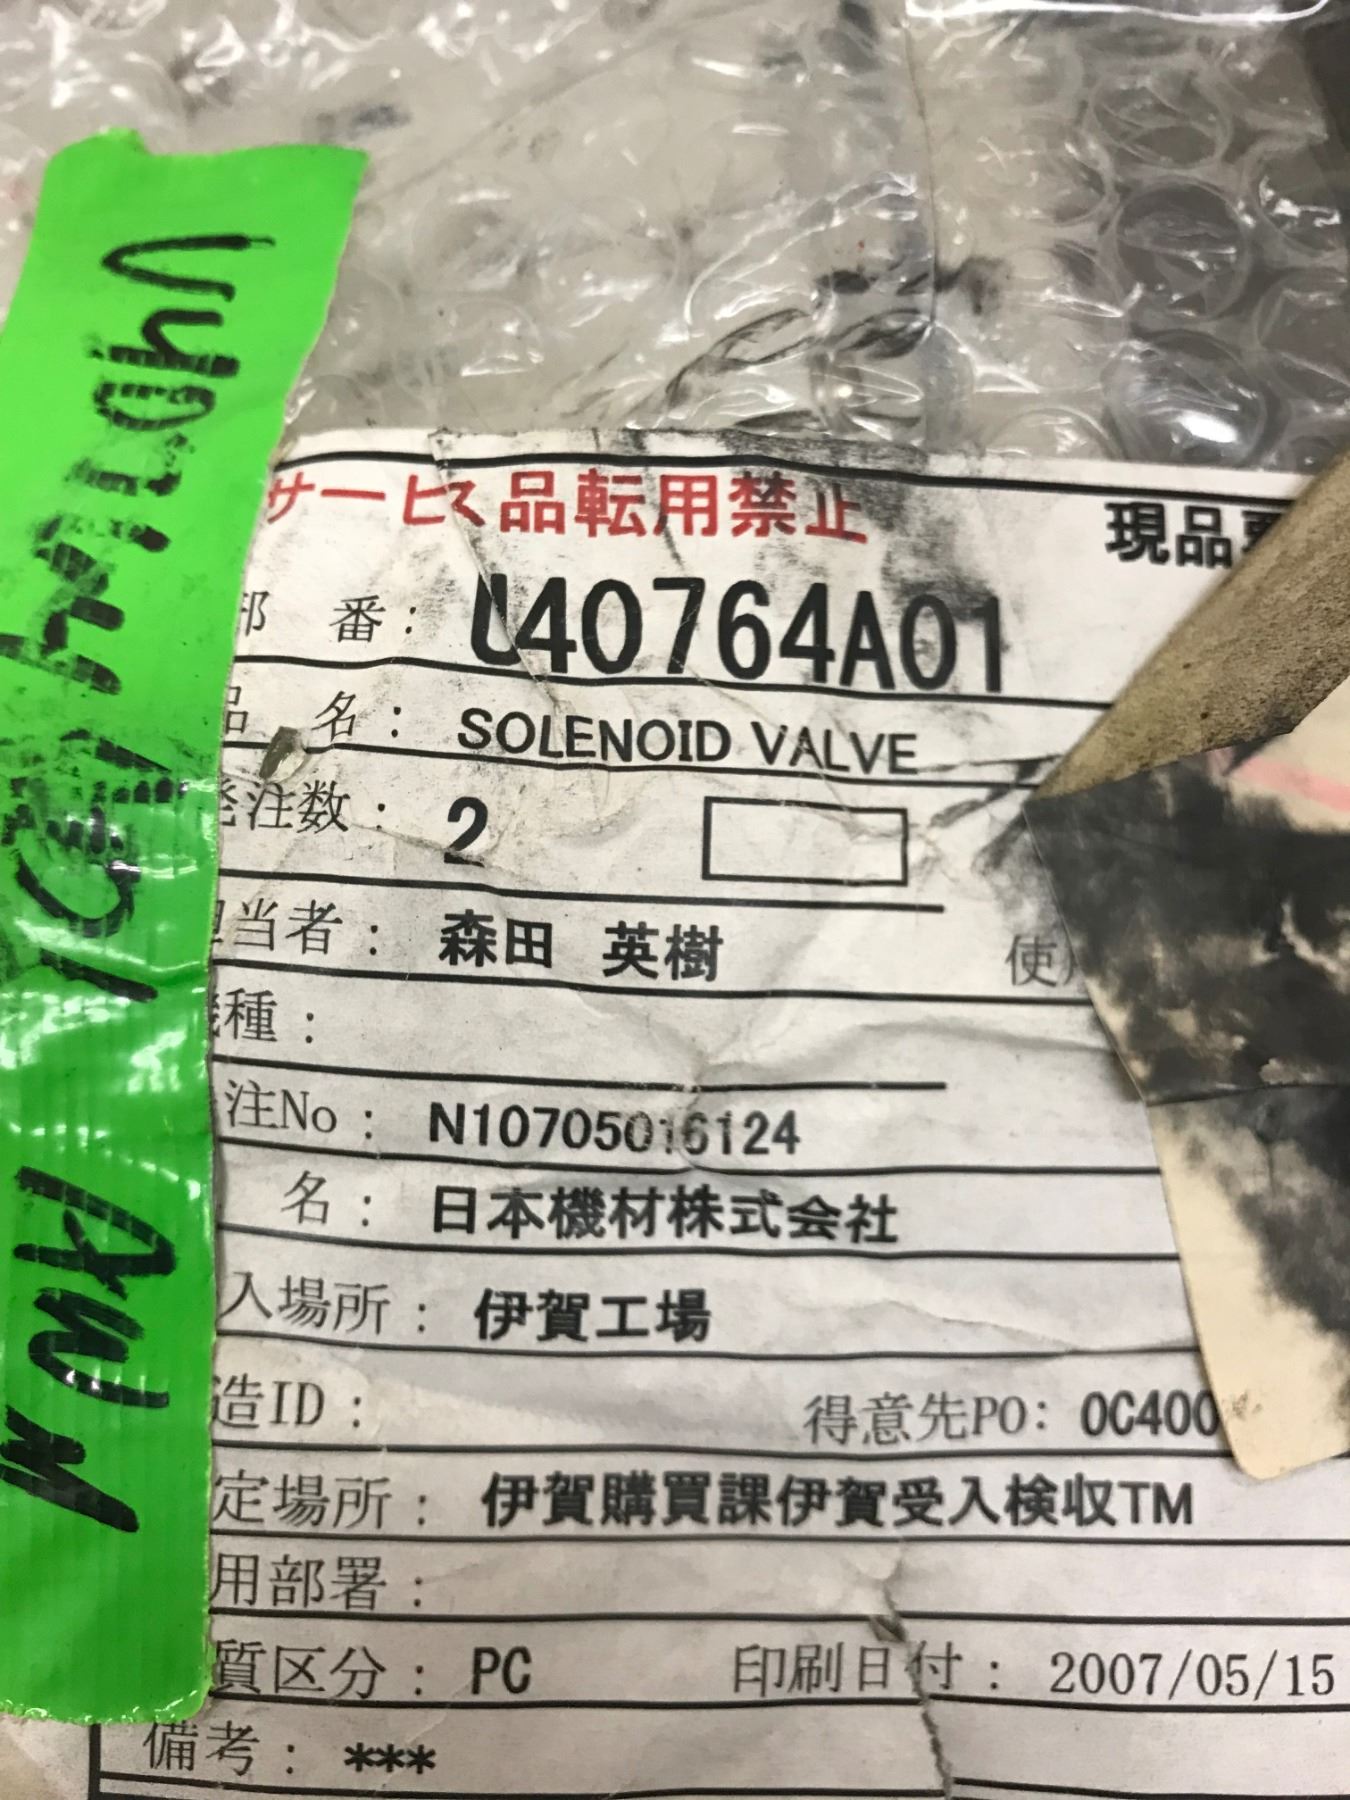 サービス品転用禁止
現品
部 番: U40764A01
品 名: SOLENOID VALVE
注数: 2
当者: 森田 英樹
使
種:
注No: N10705016124
名: 日本機材株式会社
入場所: 伊賀工場
造ID: 得意先PO: 0C400
定場所: 伊賀購買課伊賀受入検収TM
用部署:
質区分: PC 印刷日付: 2007/05/15
備考: ***